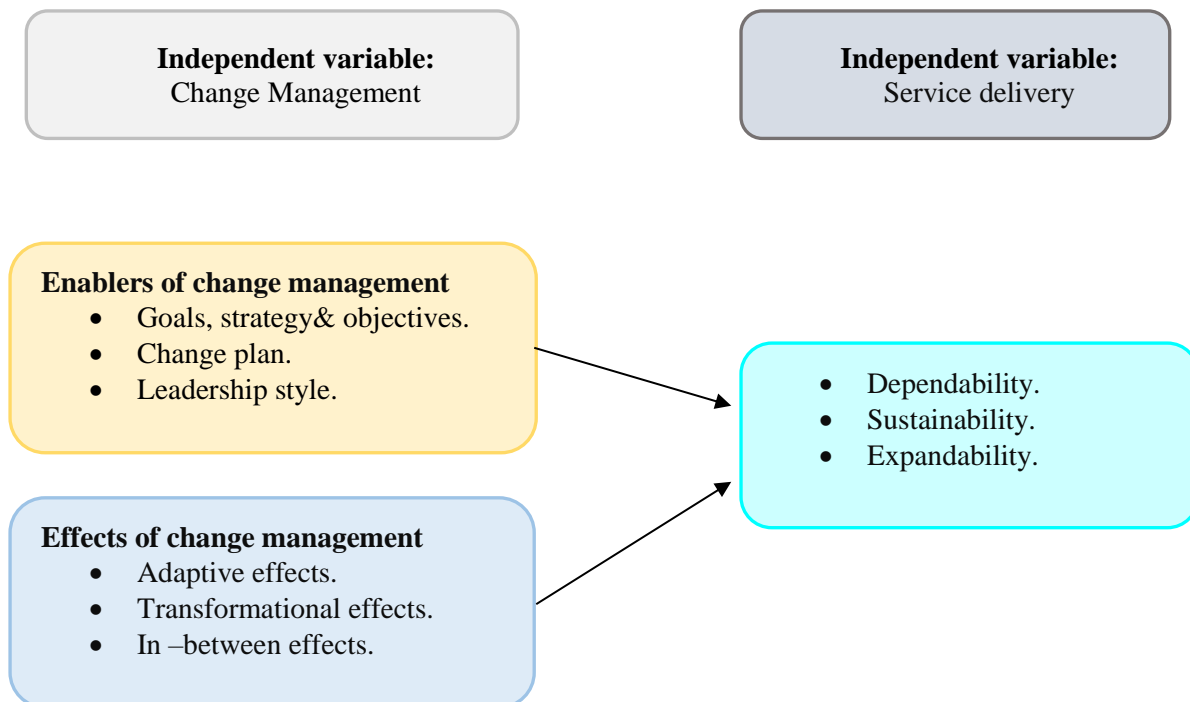 Independent variable:
Change Management
Independent variable:
Service delivery
Enablers of change management
• Goals, strategy& objectives.
• Change plan.
• Leadership style.
• Dependability.
• Sustainability.
• Expandability.
Effects of change management
• Adaptive effects.
• Transformational effects.
• In –between effects.